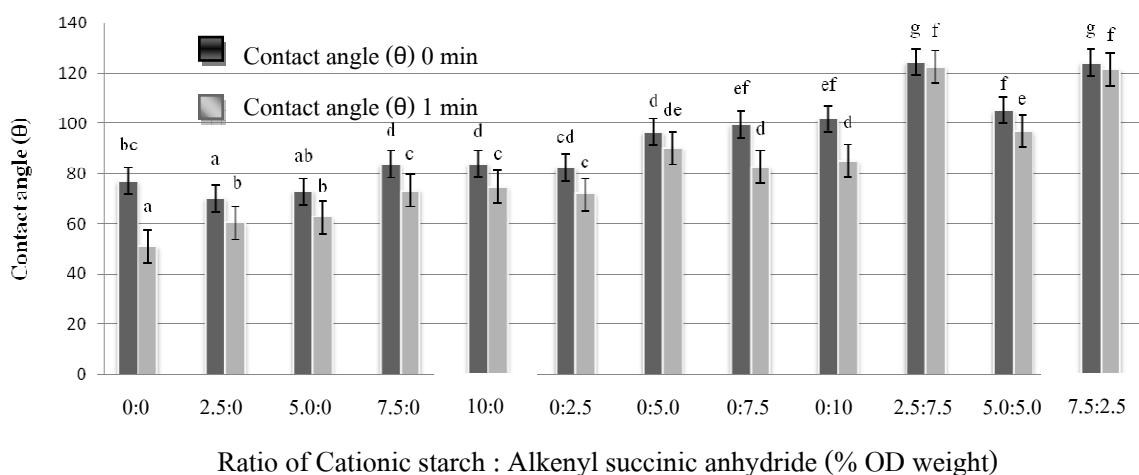 140
120
100
80
60
40
20
0
Contact angle (θ)
Contact angle (θ) 0 min
Contact angle (θ) 1 min
bc a
a b
ab b
d c
d c
cd c
d de
ef d
ef d
g f
f e
g f
0:0 2.5:0 5.0:0 7.5:0 10:0 0:2.5 0:5.0 0:7.5 0:10 2.5:7.5 5.0:5.0 7.5:2.5
Ratio of Cationic starch : Alkenyl succinic anhydride (% OD weight)